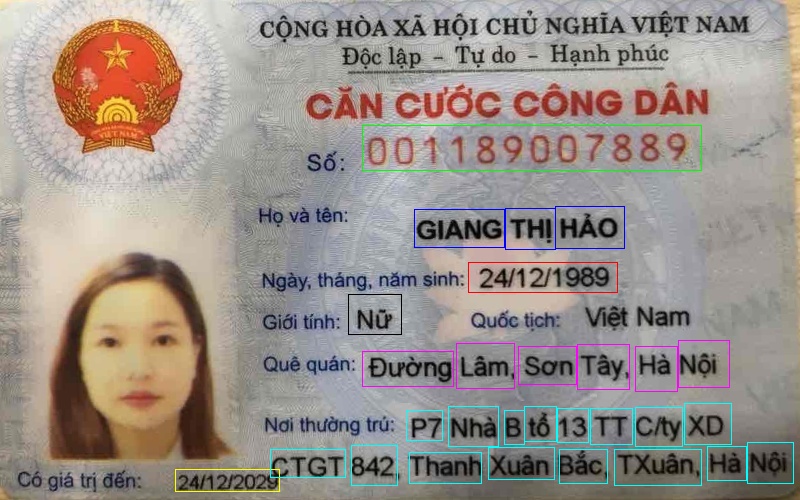 CỘNG HÒA XÃ HỘI CHỦ NGHĨA VIỆT NAM
Độc lập - Tự do - Hạnh phúc
CĂN CƯỚC CÔNG DÂN
Số: 001189007889
Họ và tên: GIANG THỊ HẢO
Ngày, tháng, năm sinh: 24/12/1989
Giới tính: Nữ Quốc tịch: Việt Nam
Quê quán: Đường Lâm, Sơn Tây, Hà Nội
Nơi thường trú: P7 Nhà B tổ 13 TT C/ty XD
CTGT 842, Thanh Xuân Bắc, TXuân, Hà Nội
Có giá trị đến: 24/12/2029